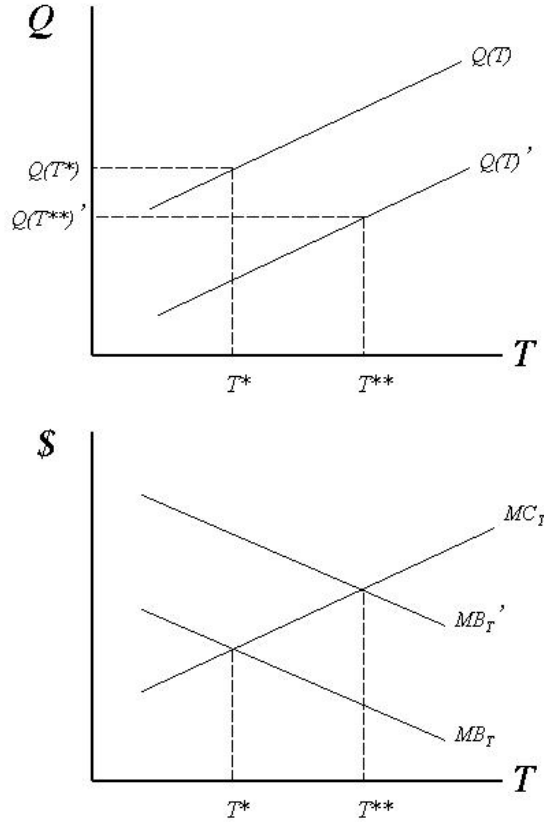 Q
Q(T)
Q(T*)
Q(T)'
Q(T**)'
T
T*
T**
$
MC_T
MB_T'
MB_T
T
T*
T**